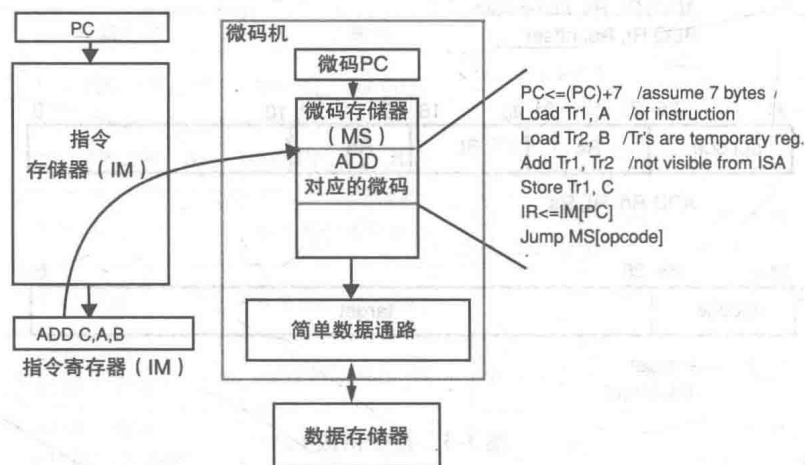 PC
指令
存储器（IM）
ADD C,A,B
指令寄存器（IM）
微码机
微码PC
微码存储器
（MS）
ADD
对应的微码
简单数据通路
数据存储器
PC<=(PC)+7 /assume 7 bytes
Load Tr1, A /of instruction
Load Tr2, B /Tr's are temporary reg.
Add Tr1, Tr2 /not visible from ISA
Store Tr1, C
IR<=IM[PC]
Jump MS[opcode]